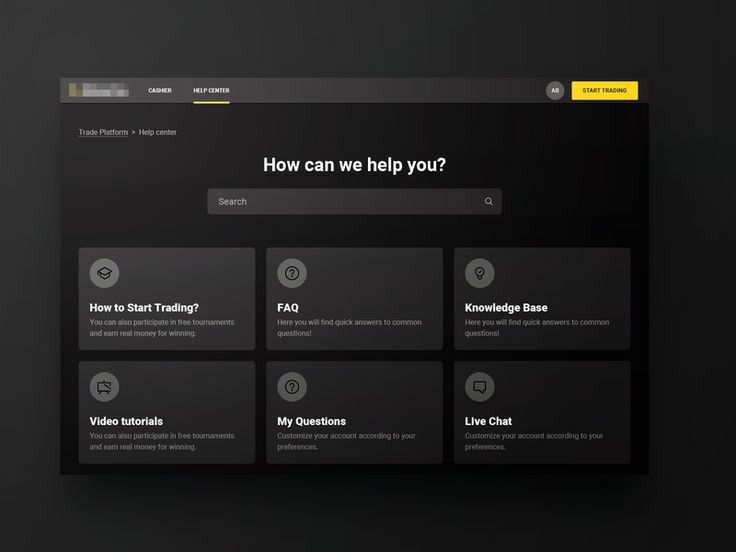 CASHIER
HELP CENTER
AB
START TRADING
Trade Platform > Help center
How can we help you?
Search
How to Start Trading?
You can also participate in free tournaments
and earn real money for winning.
FAQ
Here you will find quick answers to common
questions!
Knowledge Base
Here you will find quick answers to common
questions!
Video tutorials
You can also participate in free tournaments
and earn real money for winning.
My Questions
Customize your account according to your
preferences.
LIve Chat
Customize your account according to your
preferences.